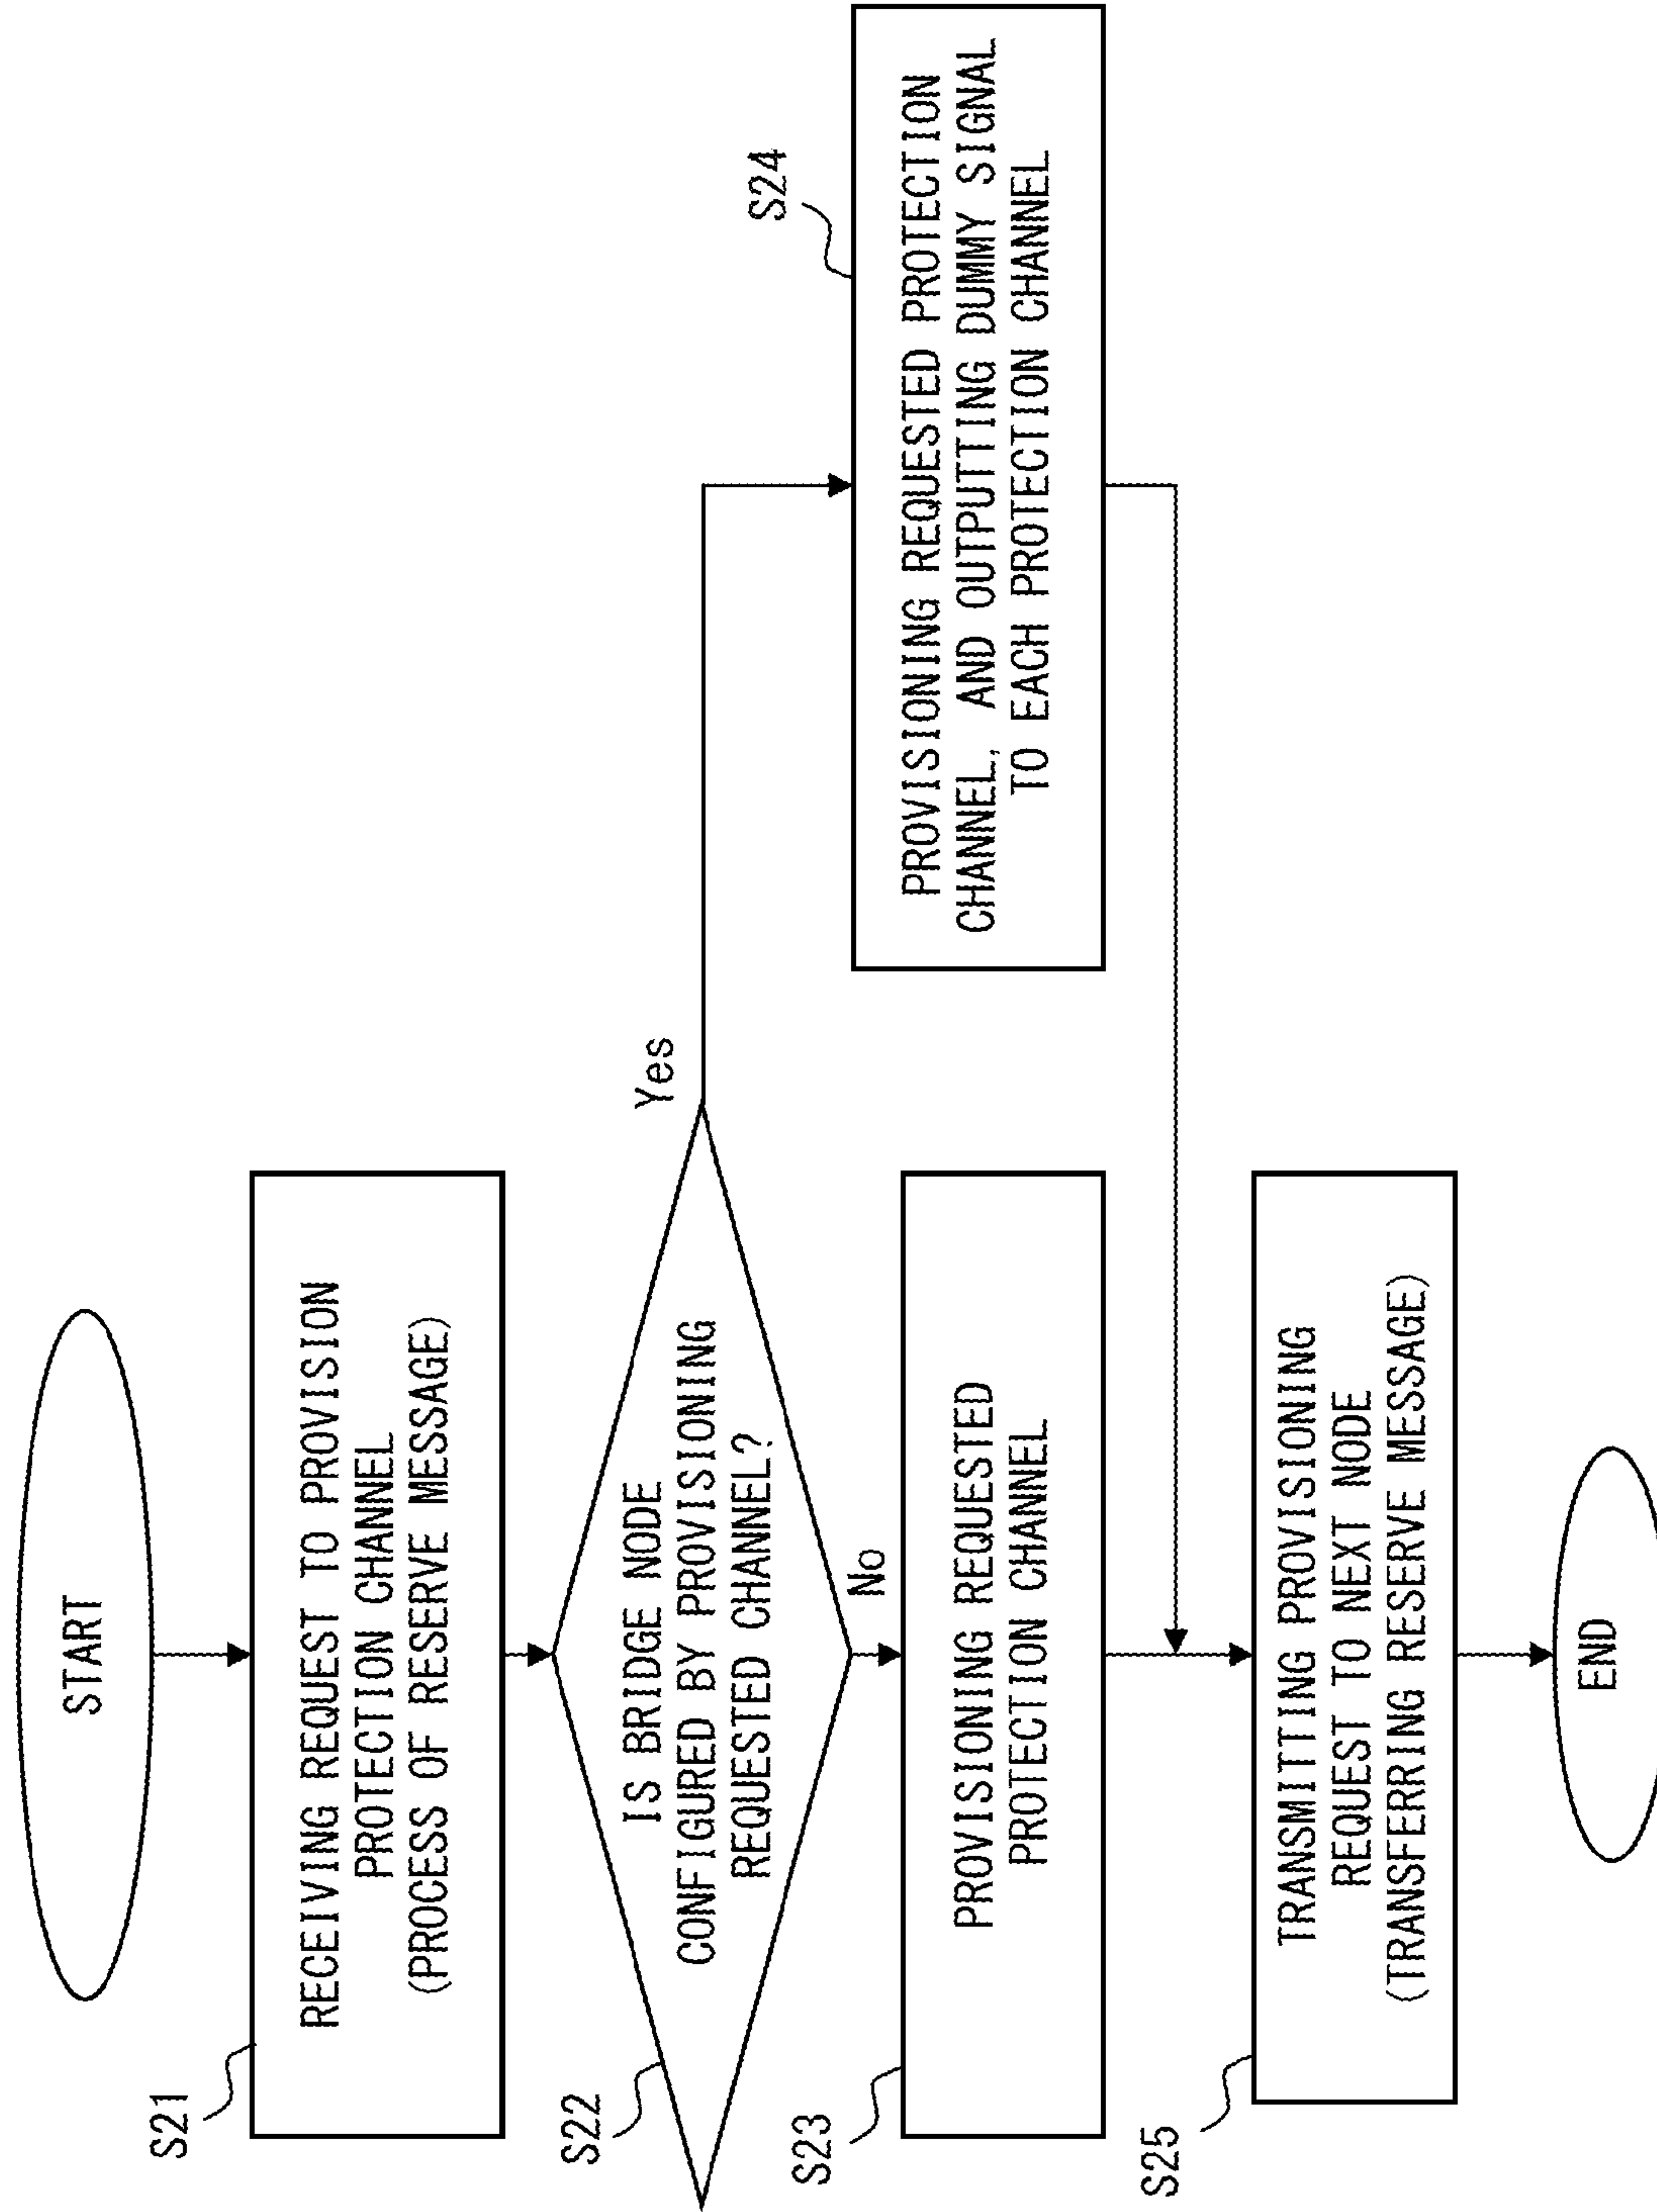 START
S21
RECEIVING REQUEST TO PROVISION
PROTECTION CHANNEL
(PROCESS OF RESERVE MESSAGE)
S22
IS BRIDGE NODE
CONFIGURED BY PROVISIONING
REQUESTED CHANNEL?
Yes
No
S23
PROVISIONING REQUESTED
PROTECTION CHANNEL
S24
PROVISIONING REQUESTED PROTECTION
CHANNEL, AND OUTPUTTING DUMMY SIGNAL
TO EACH PROTECTION CHANNEL
S25
TRANSMITTING PROVISIONING
REQUEST TO NEXT NODE
(TRANSFERRING RESERVE MESSAGE)
END